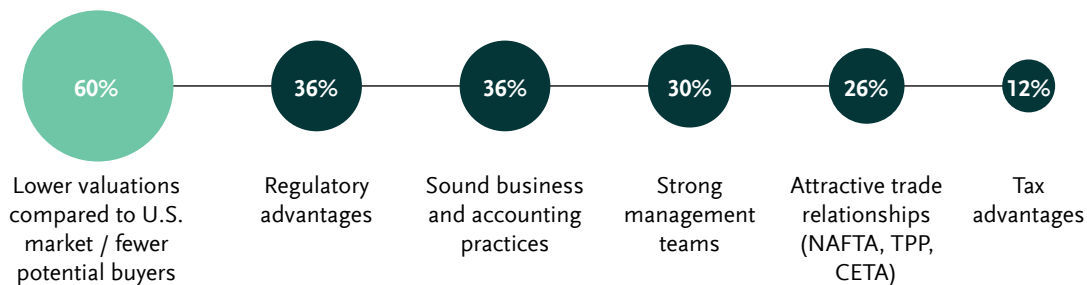 60%
36%
36%
30%
26%
12%
Lower valuations
compared to U.S.
market / fewer
potential buyers
Regulatory
advantages
Sound business
and accounting
practices
Strong
management
teams
Attractive trade
relationships
(NAFTA, TPP,
CETA)
Tax
advantages